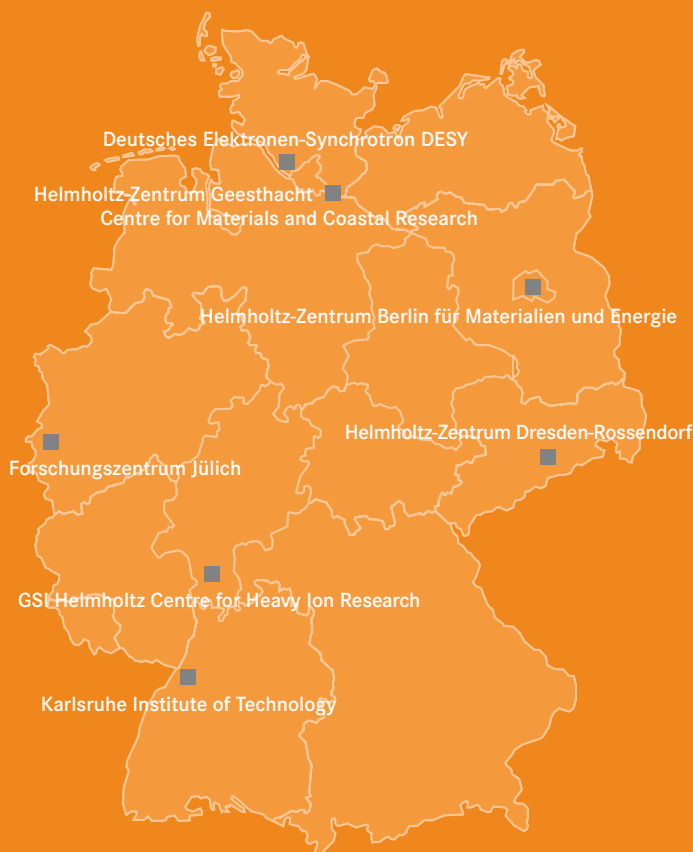 Deutsches Elektronen-Synchrotron DESY
Helmholtz-Zentrum Geesthacht
Centre for Materials and Coastal Research
Helmholtz-Zentrum Berlin für Materialien und Energie
Helmholtz-Zentrum Dresden-Rossendorf
Forschungszentrum Jülich
GSI Helmholtz Centre for Heavy Ion Research
Karlsruhe Institute of Technology